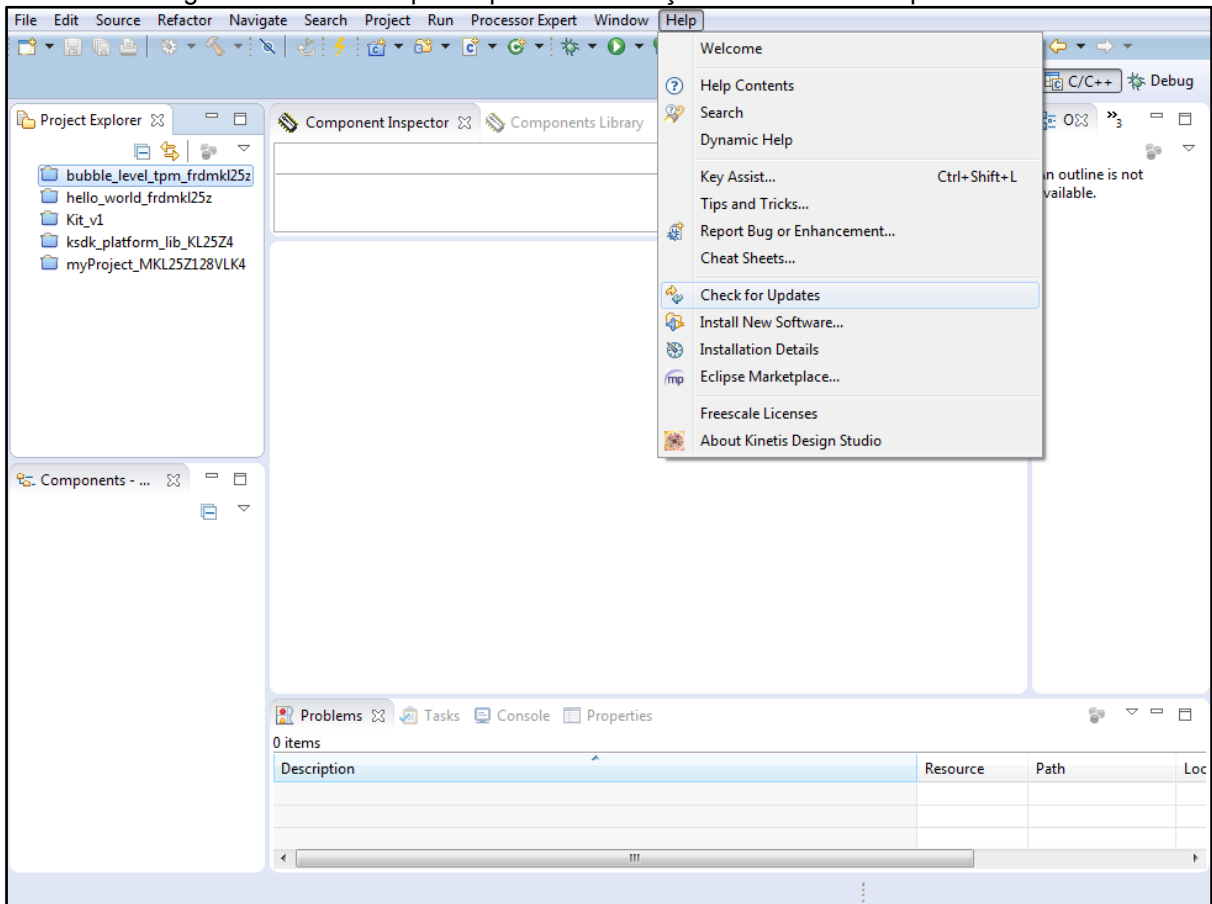 File Edit Source Refactor Navigate Search Project Run Processor Expert Window Help
C/C++ Debug
Project Explorer
bubble_level_tpm_frdmkl25z
hello_world_frdmkl25z
Kit_v1
ksdk_platform_lib_KL25Z4
myProject_MKL25Z128VLK4
Components - ...
Component Inspector Components Library
Welcome
Help Contents
Search
Dynamic Help
Key Assist... Ctrl+Shift+L
Tips and Tricks...
Report Bug or Enhancement...
Cheat Sheets...
Check for Updates
Install New Software...
Installation Details
mp Eclipse Marketplace...
Freescale Licenses
About Kinetis Design Studio
O »3
An outline is not
available.
Problems Tasks Console Properties
0 items
Description Resource Path Loc